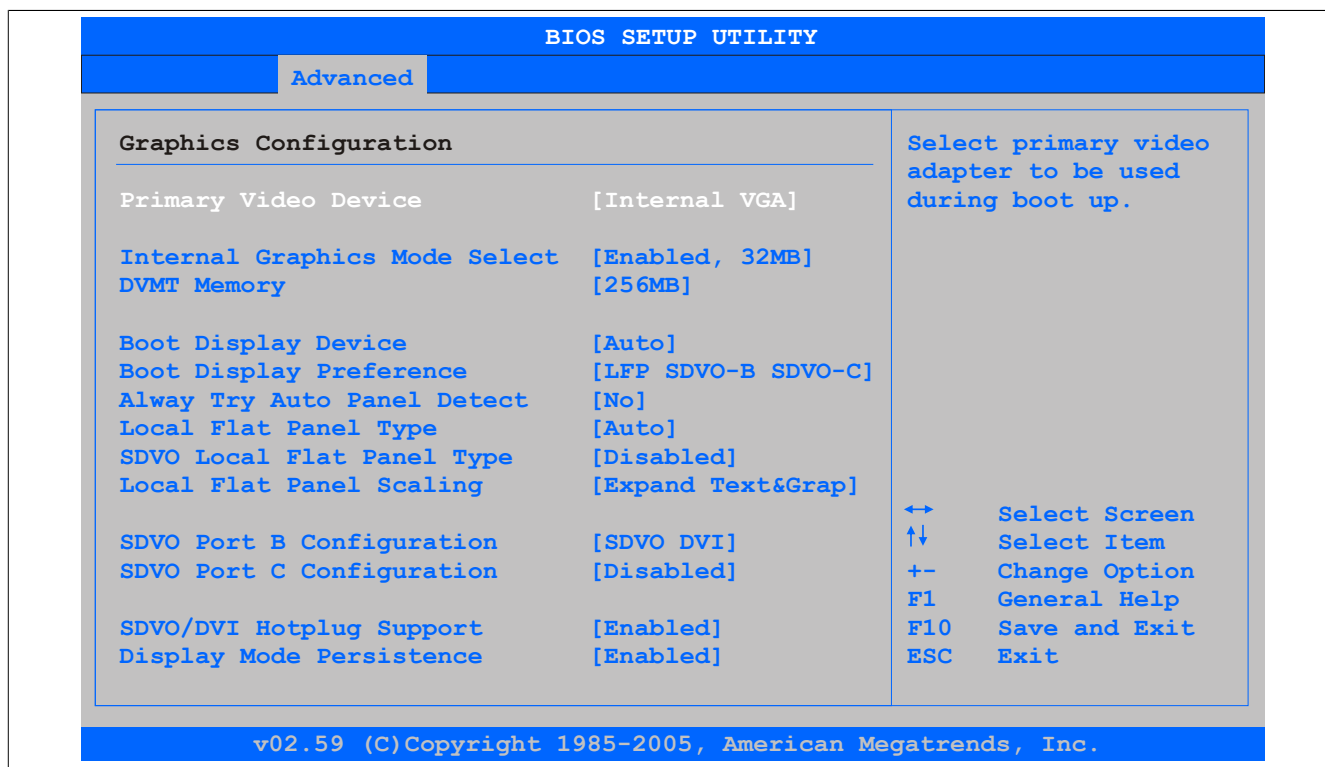 BIOS SETUP UTILITY
Advanced
Graphics Configuration
Primary Video Device [Internal VGA]
Internal Graphics Mode Select [Enabled, 32MB]
DVMT Memory [256MB]
Boot Display Device [Auto]
Boot Display Preference [LFP SDVO-B SDVO-C]
Alway Try Auto Panel Detect [No]
Local Flat Panel Type [Auto]
SDVO Local Flat Panel Type [Disabled]
Local Flat Panel Scaling [Expand Text&Grap]
SDVO Port B Configuration [SDVO DVI]
SDVO Port C Configuration [Disabled]
SDVO/DVI Hotplug Support [Enabled]
Display Mode Persistence [Enabled]
Select primary video
adapter to be used
during boot up.
↔ Select Screen
↑↓ Select Item
+- Change Option
F1 General Help
F10 Save and Exit
ESC Exit
v02.59 (C)Copyright 1985-2005, American Megatrends, Inc.